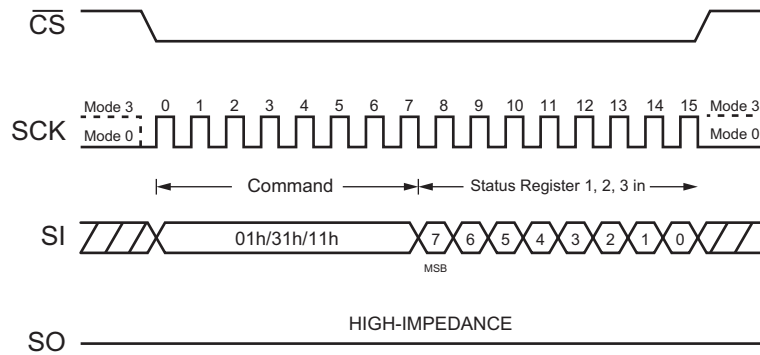 CS
Mode 3 0 1 2 3 4 5 6 7 8 9 10 11 12 13 14 15 Mode 3
SCK
Mode 0 Mode 0
Command Status Register 1, 2, 3 in
SI 01h/31h/11h 7 6 5 4 3 2 1 0
MSB
HIGH-IMPEDANCE
SO